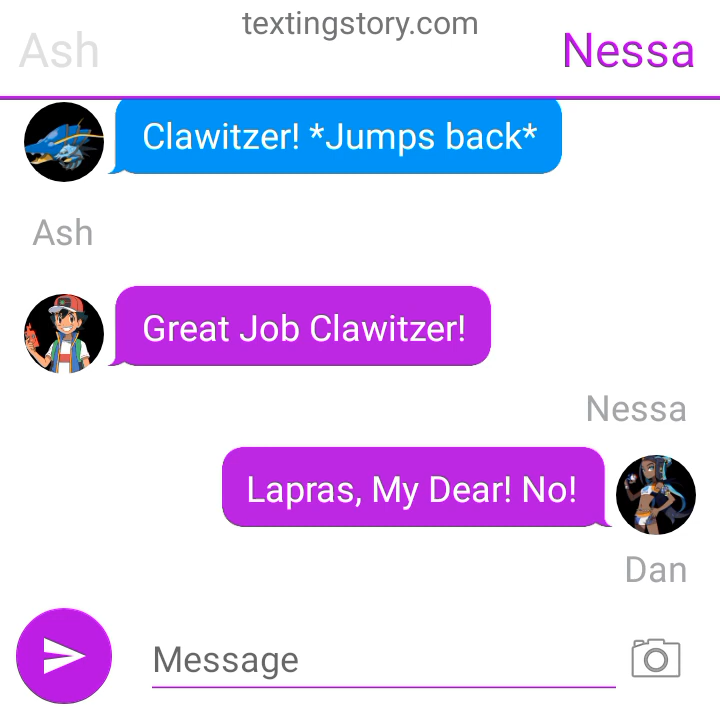 textingstory.com
Ash
Nessa
Clawitzer! *Jumps back*
Ash
Great Job Clawitzer!
Nessa
Lapras, My Dear! No!
Dan
Message